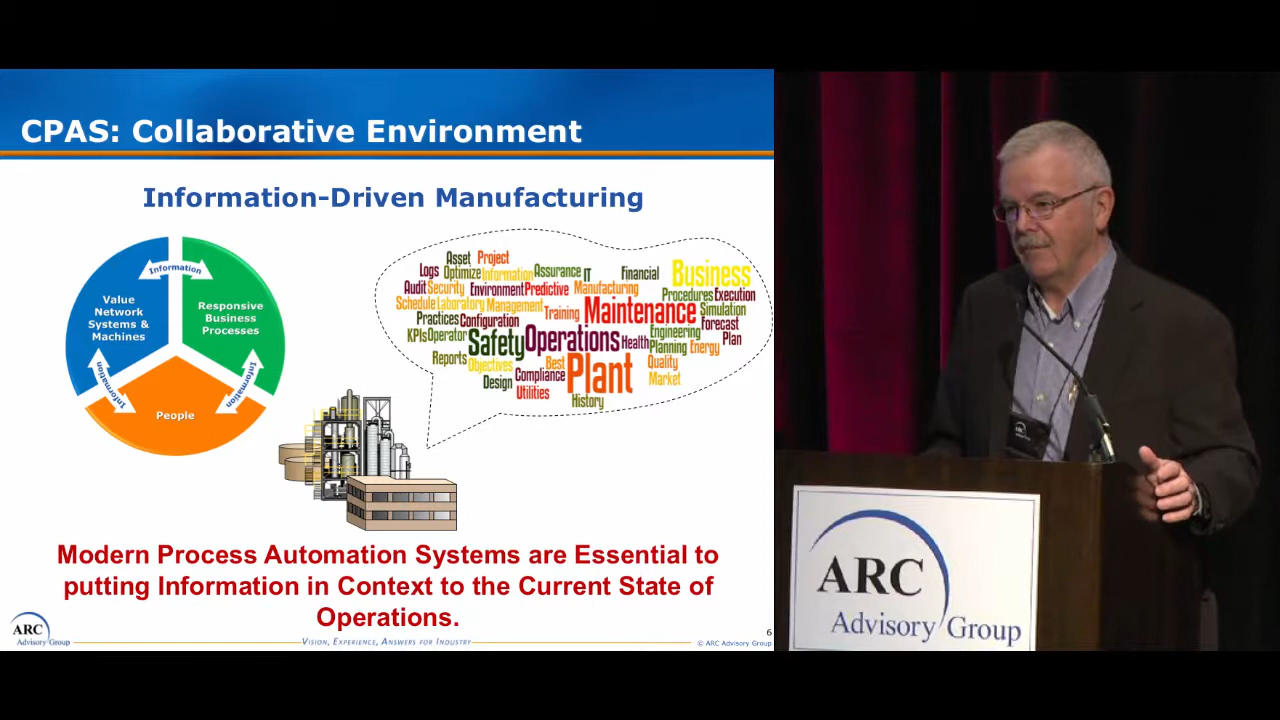 CPAS: Collaborative Environment
Information-Driven Manufacturing
Information
Value
Network
Systems &
Machines
Responsive
Business
Processes
Information
Information
People
Asset Project
Logs Optimize Information Assurance IT Financial Business
Audit Security Environment Predictive Manufacturing Procedures Execution
Schedule Laboratory Management Training Maintenance Simulation
Practices Configuration Forecast
KPIs Operator Safety Operations Health Engineering Plan
Planning Energy
Reports Objectives Best Quality
Design Compliance Plant Market
Utilities
History
Modern Process Automation Systems are Essential to
putting Information in Context to the Current State of
Operations.
ARC
Advisory Group
VISION, EXPERIENCE, ANSWERS FOR INDUSTRY
6
© ARC Advisory Group
ARC
ARC
Advisory Group